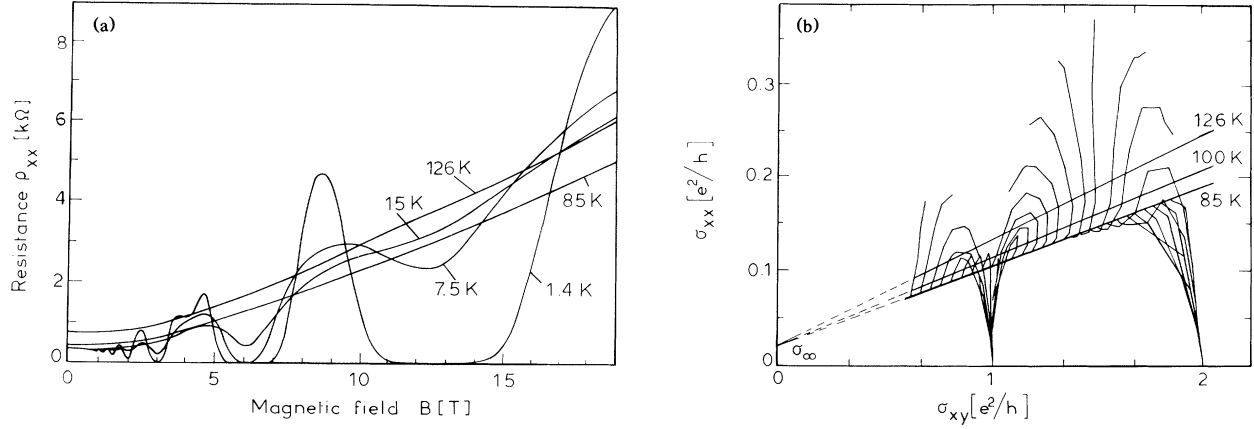 (a)
Resistance ρxx [kΩ]
8
6
4
2
0
126 K
15 K
85 K
7.5 K
1.4 K
0
5
10
15
Magnetic field B [T]
(b)
σxx [e²/h]
0.3
0.2
0.1
0
126 K
100 K
85 K
σ∞
0
1
2
σxy [e²/h]